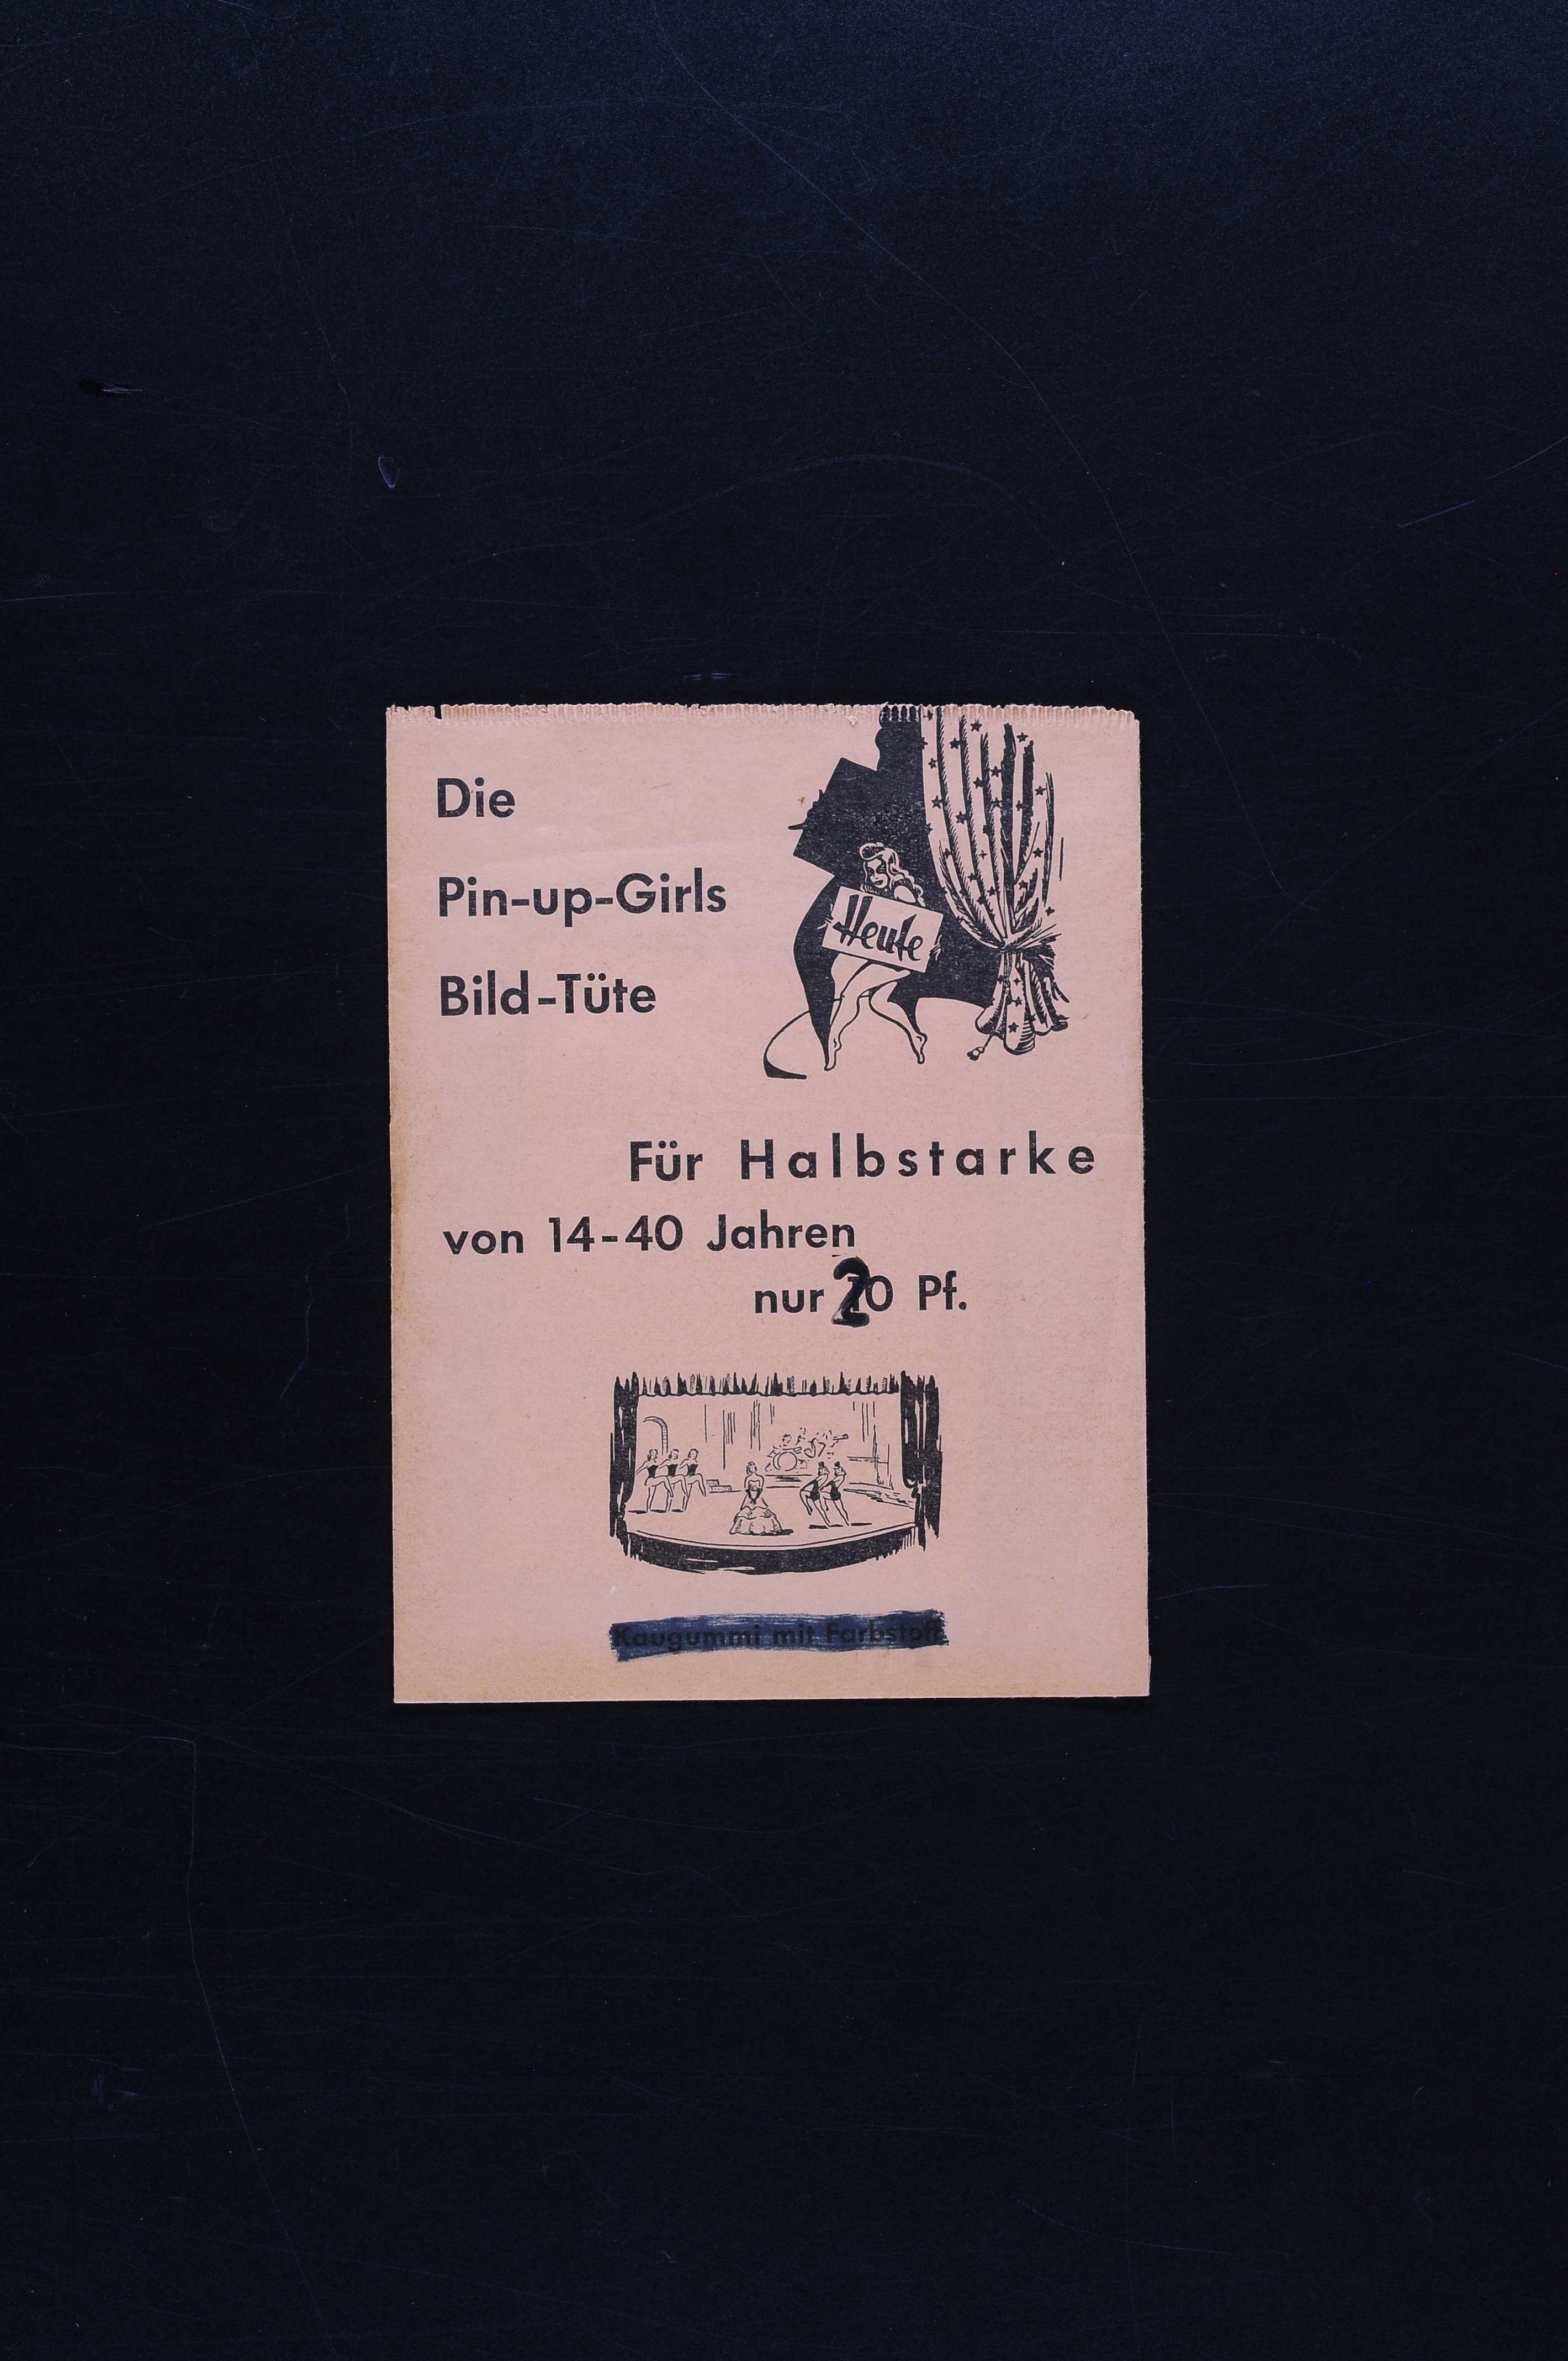 Die
Pin-up-Girls
Bild-Tüte
Heute
Für Halbstarke
von 14-40 Jahren
nur 20 Pf.
Kaugummi mit Farbstoff